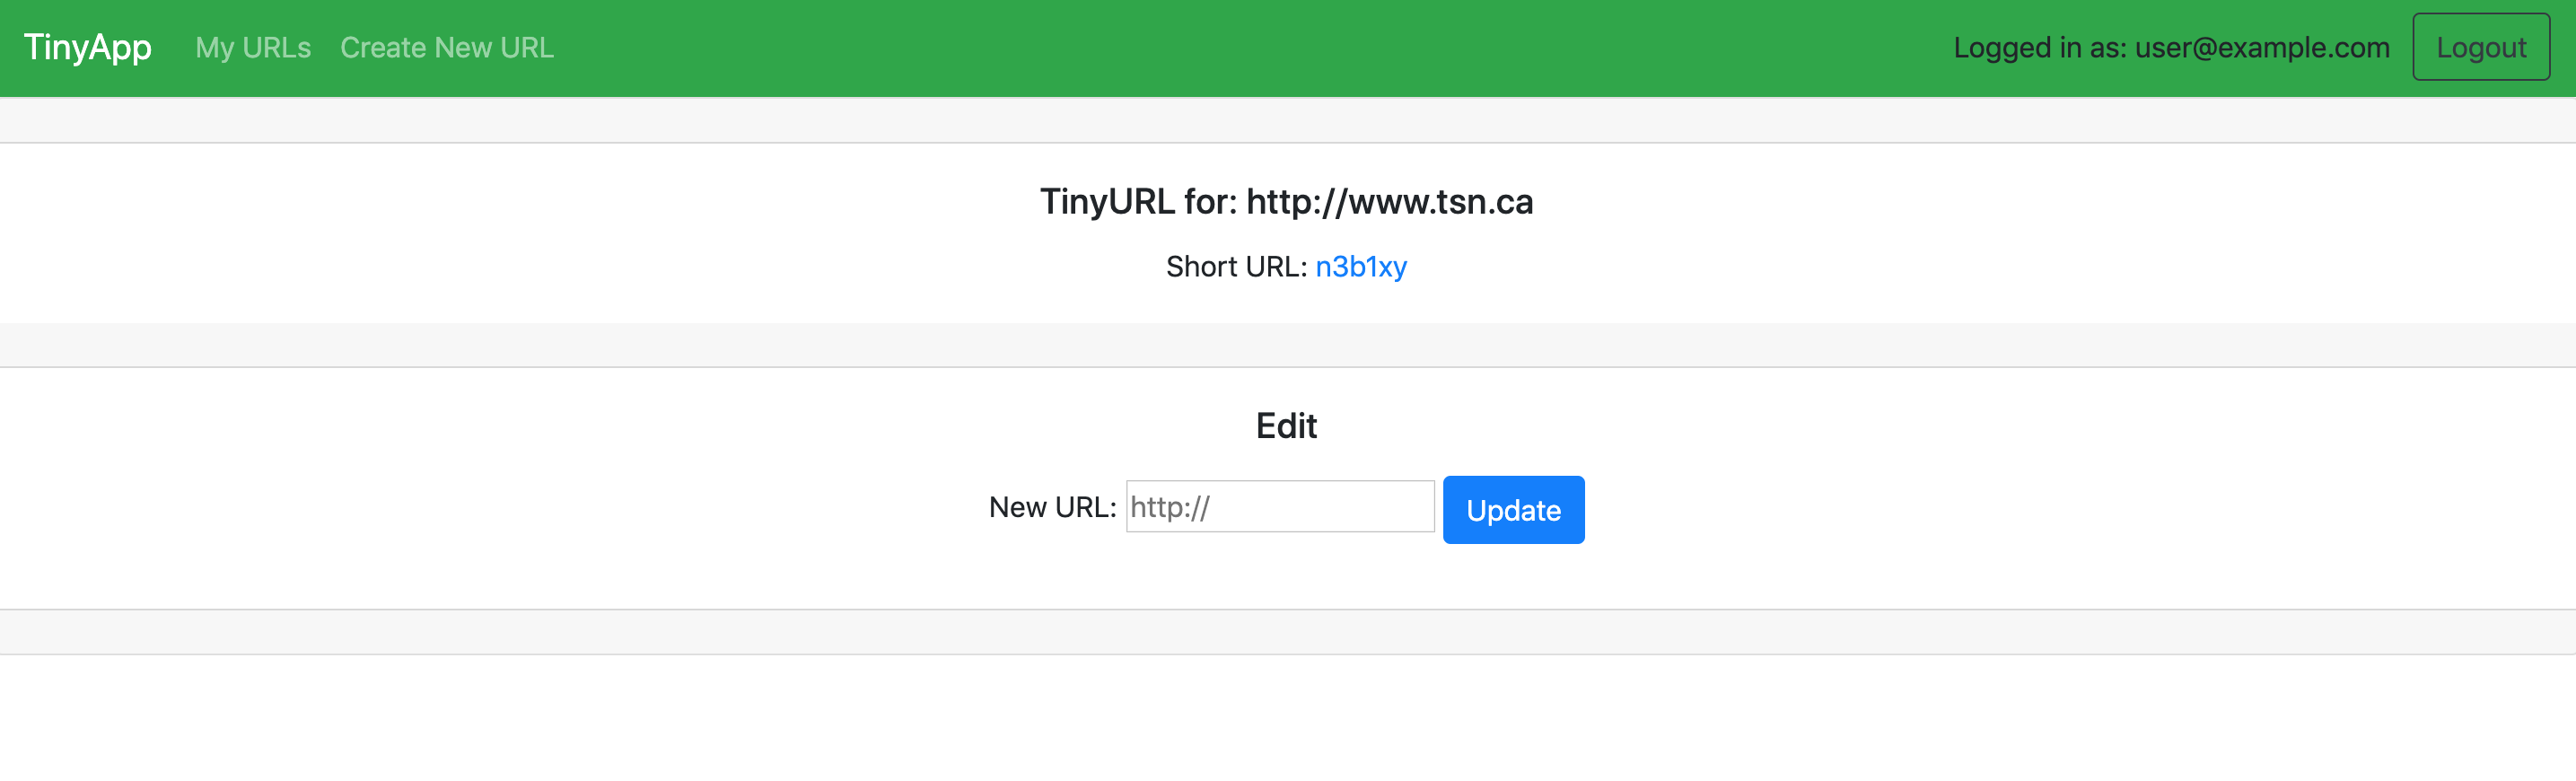 TinyApp My URLs Create New URL Logged in as: user@example.com Logout
TinyURL for: http://www.tsn.ca
Short URL: n3b1xy
Edit
New URL: http:// Update